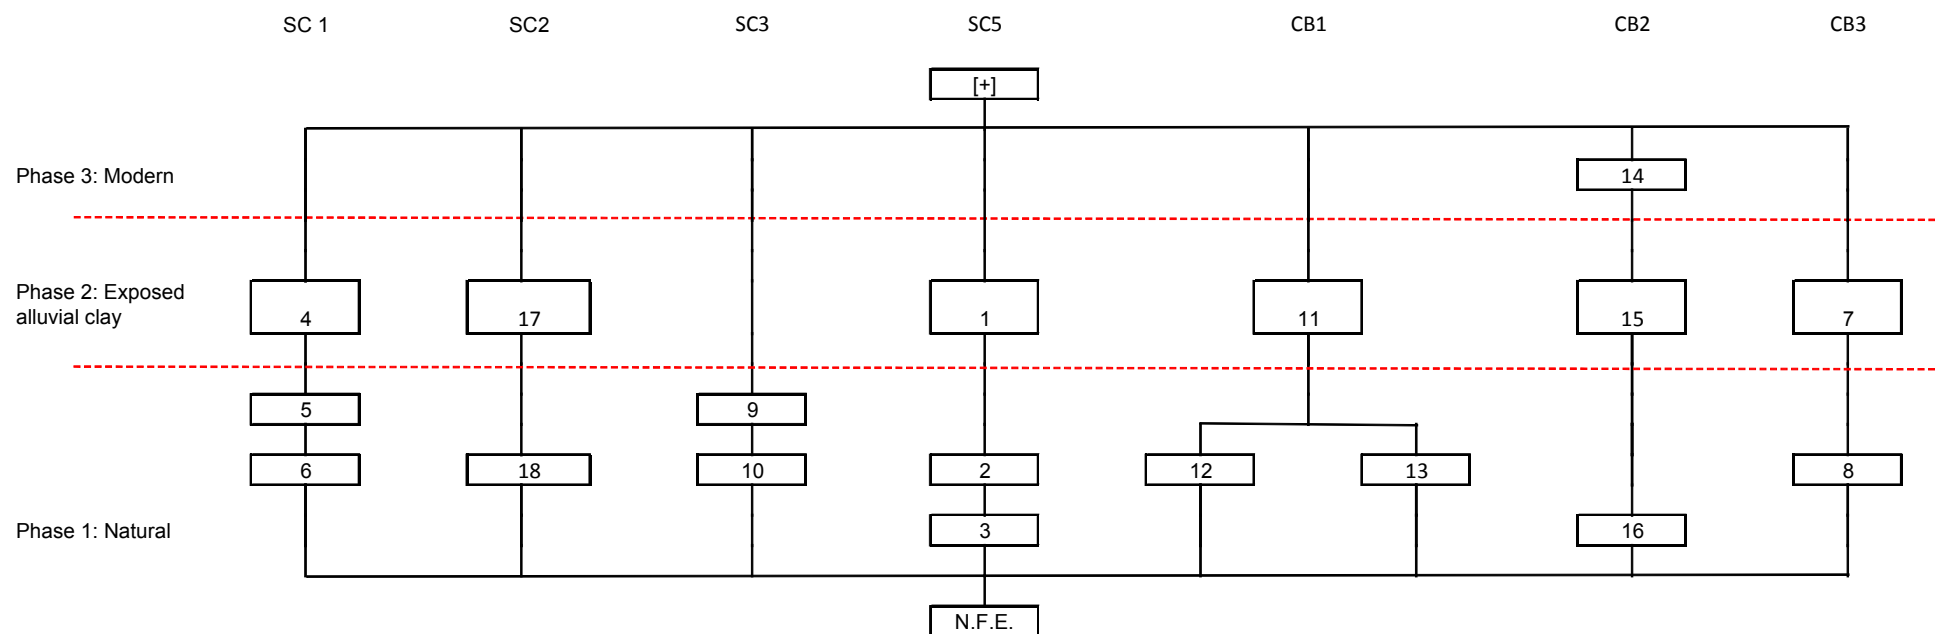 SC 1 SC2 SC3 SC5 CB1 CB2 CB3
[+]
Phase 3: Modern 14
Phase 2: Exposed
alluvial clay 4 17 1 11 15 7
5 9
6 18 10 2 12 13 8
Phase 1: Natural 3 16
N.F.E.